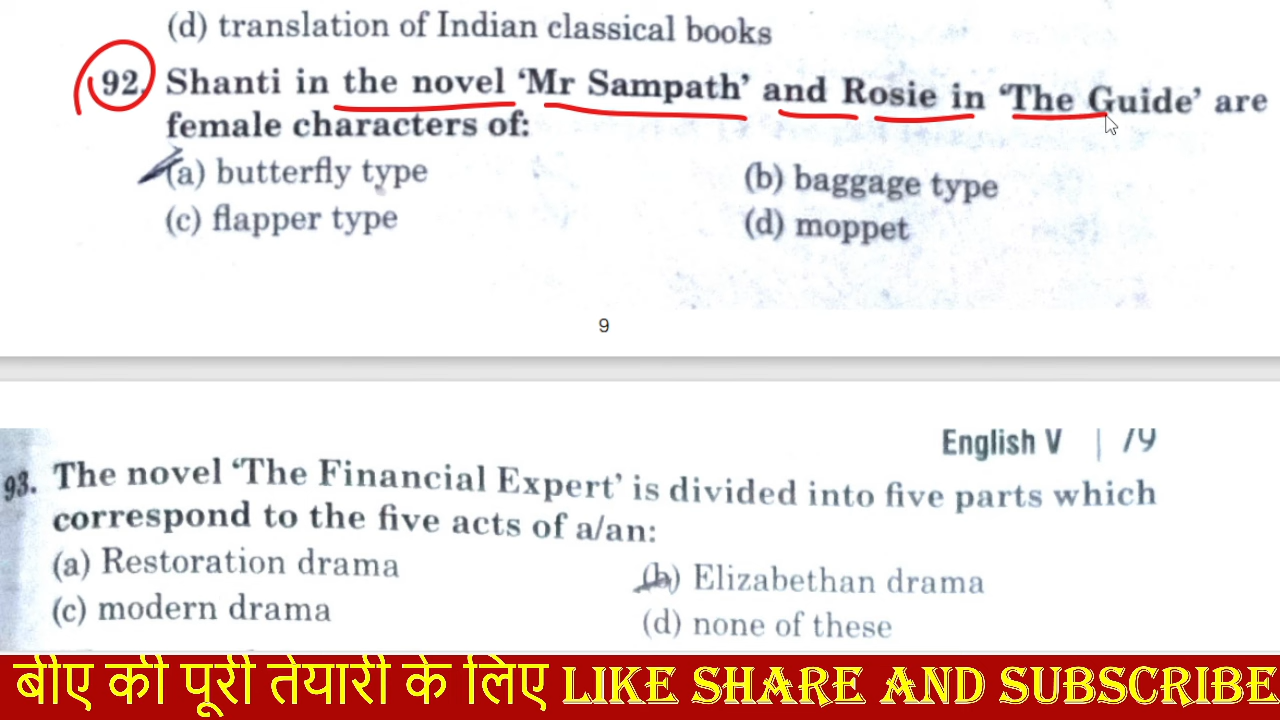 (d) translation of Indian classical books
92. Shanti in the novel ‘Mr Sampath’ and Rosie in ‘The Guide’ are
female characters of:
(a) butterfly type (b) baggage type
(c) flapper type (d) moppet
9
English V | 79
93. The novel ‘The Financial Expert’ is divided into five parts which
correspond to the five acts of a/an:
(a) Restoration drama (b) Elizabethan drama
(c) modern drama (d) none of these
बीए की पूरी तेयारी के लिए LIKE SHARE AND SUBSCRIBE